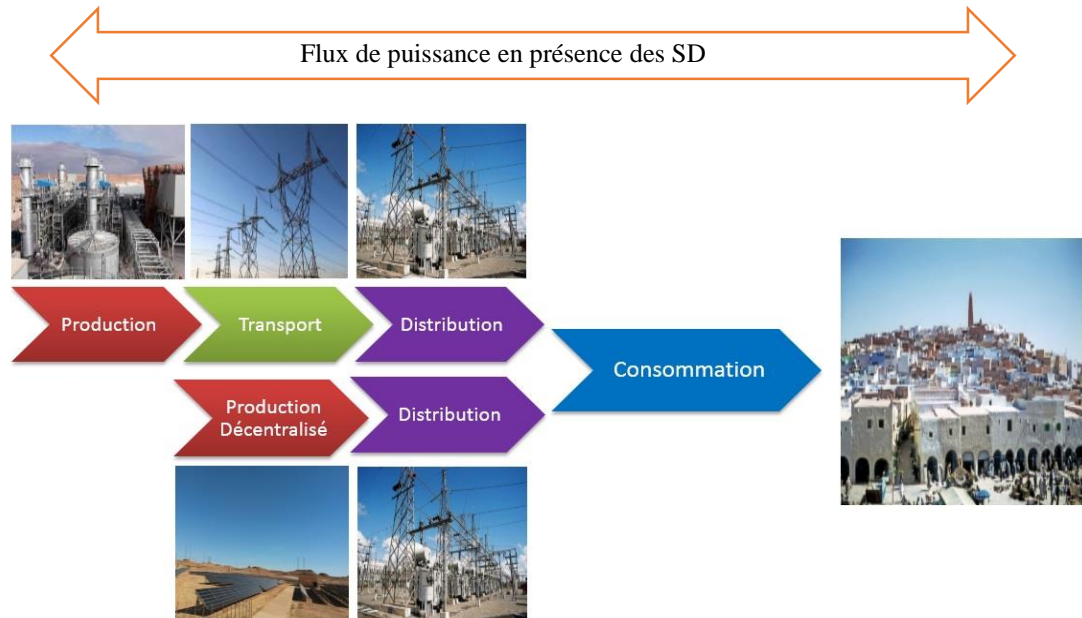 Flux de puissance en présence des SD
Production
Transport
Distribution
Consommation
Production
Décentralisé
Distribution